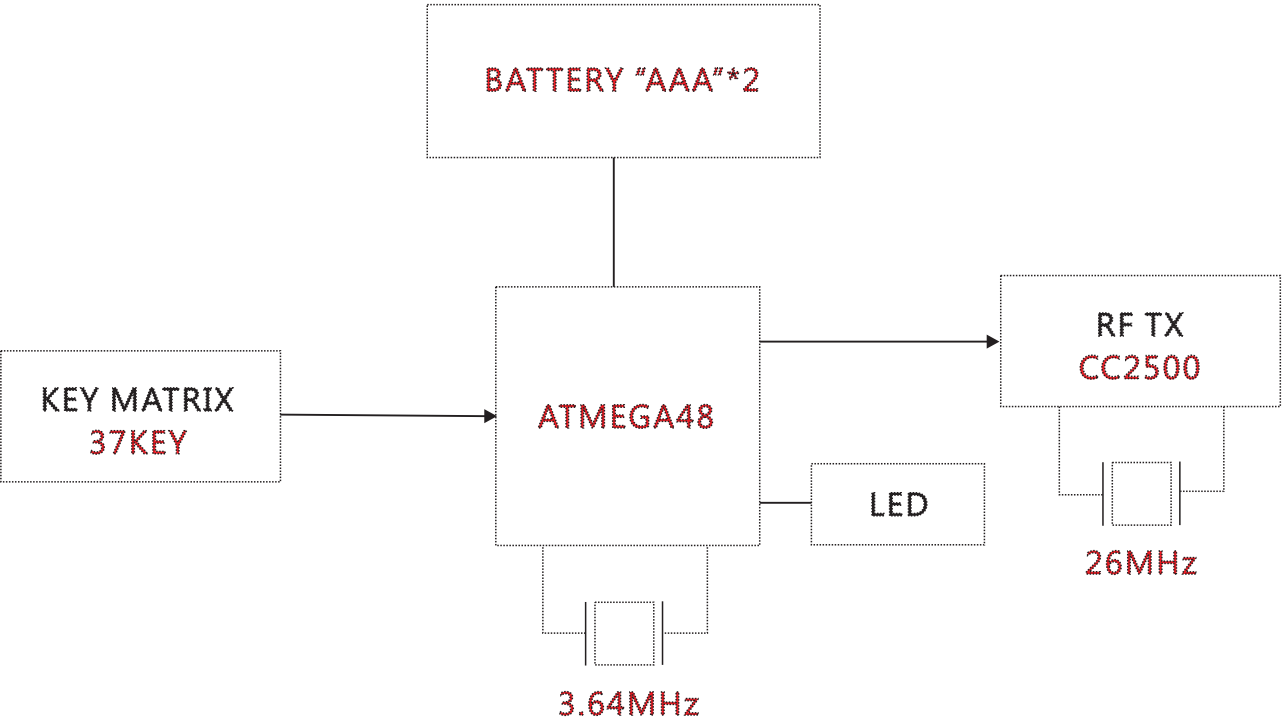 BATTERY “AAA”*2
RF TX
CC2500
KEY MATRIX
37KEY
ATMEGA48
LED
26MHz
3.64MHz